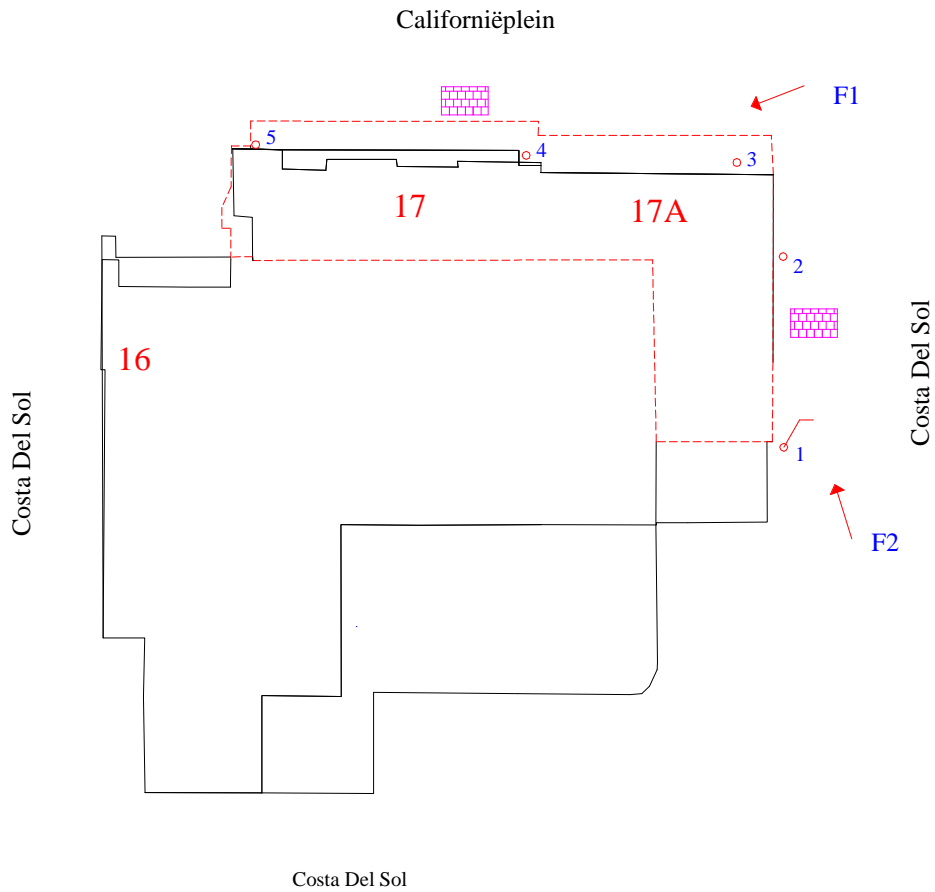 Californiëplein
F1
5
4
3
17
17A
2
16
Costa Del Sol
Costa Del Sol
1
F2
Costa Del Sol